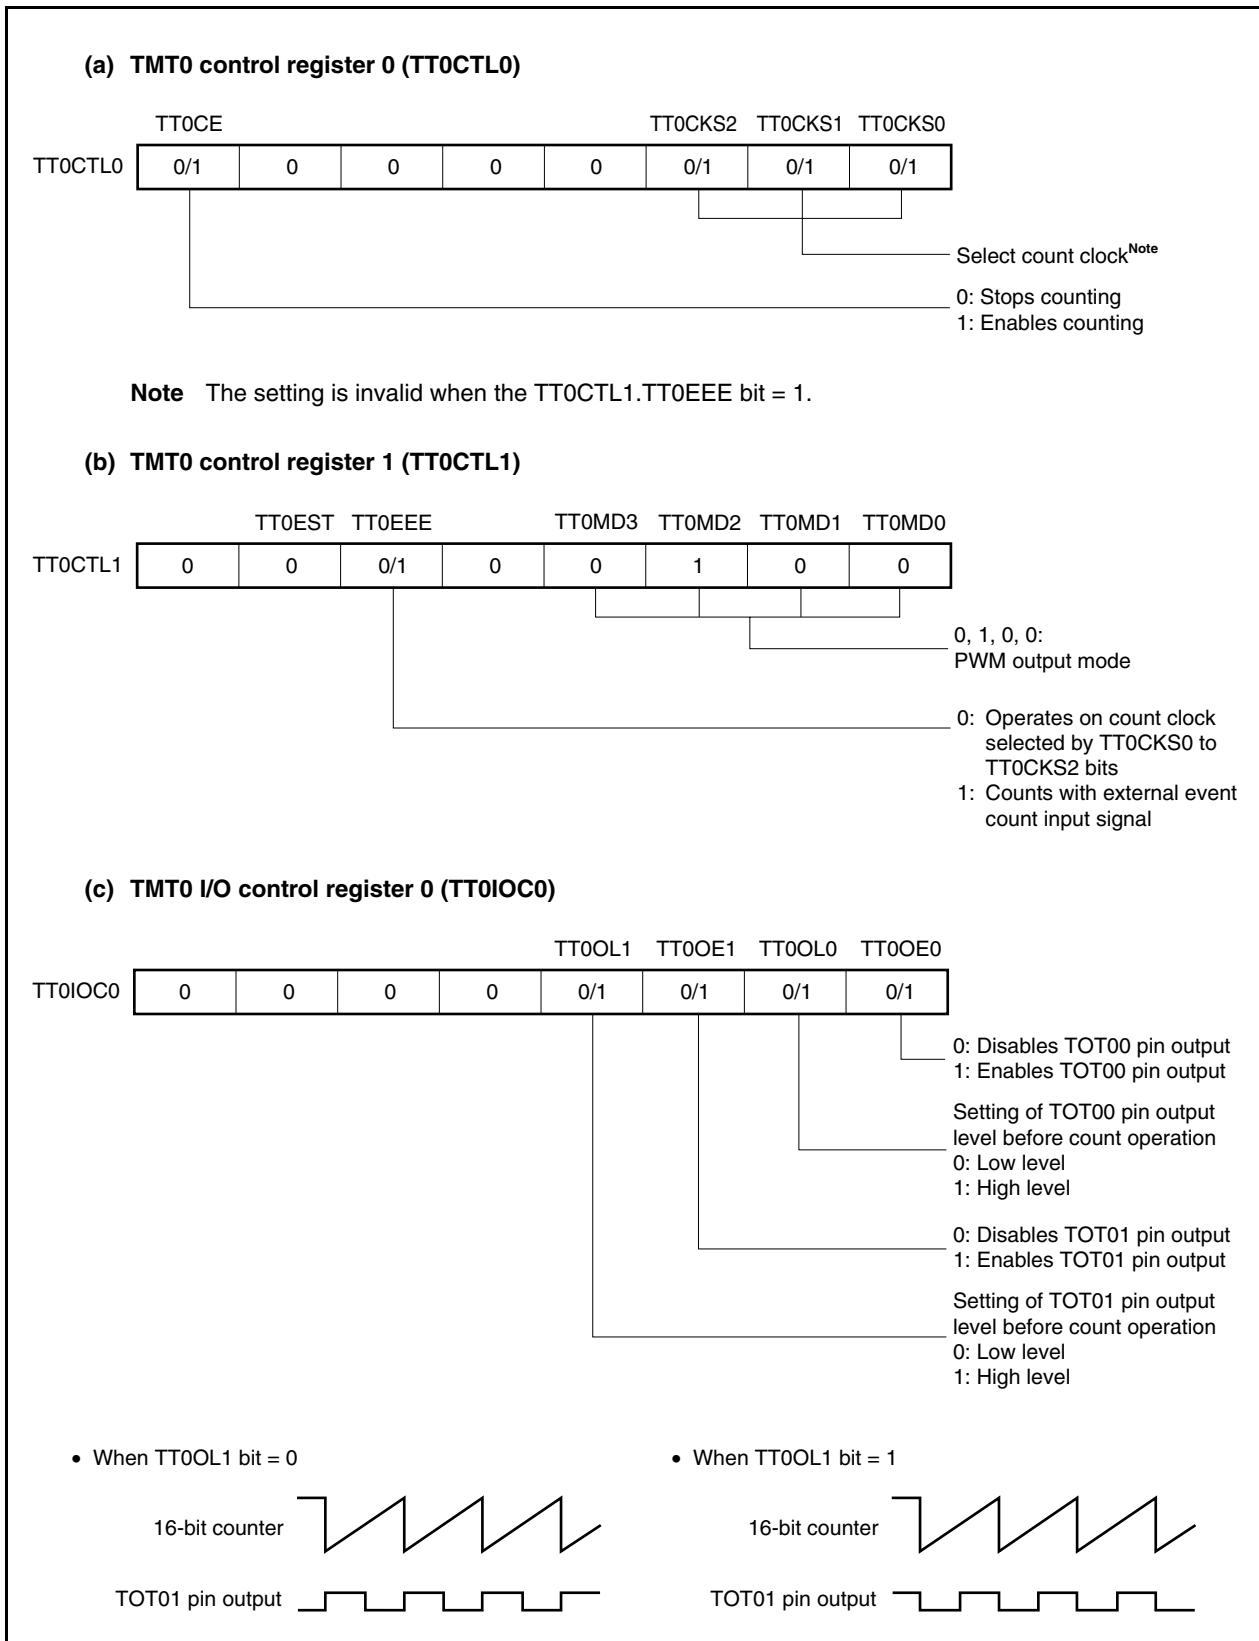 (a) TMT0 control register 0 (TT0CTL0)
TT0CE TT0CKS2 TT0CKS1 TT0CKS0
TT0CTL0 0/1 0 0 0 0 0/1 0/1 0/1
Select count clockNote
0: Stops counting
1: Enables counting
Note The setting is invalid when the TT0CTL1.TT0EEE bit = 1.
(b) TMT0 control register 1 (TT0CTL1)
TT0EST TT0EEE TT0MD3 TT0MD2 TT0MD1 TT0MD0
TT0CTL1 0 0 0/1 0 0 1 0 0
0, 1, 0, 0:
PWM output mode
0: Operates on count clock
selected by TT0CKS0 to
TT0CKS2 bits
1: Counts with external event
count input signal
(c) TMT0 I/O control register 0 (TT0IOC0)
TT0OL1 TT0OE1 TT0OL0 TT0OE0
TT0IOC0 0 0 0 0 0/1 0/1 0/1 0/1
0: Disables TOT00 pin output
1: Enables TOT00 pin output
Setting of TOT00 pin output
level before count operation
0: Low level
1: High level
0: Disables TOT01 pin output
1: Enables TOT01 pin output
Setting of TOT01 pin output
level before count operation
0: Low level
1: High level
• When TT0OL1 bit = 0
16-bit counter
TOT01 pin output
• When TT0OL1 bit = 1
16-bit counter
TOT01 pin output